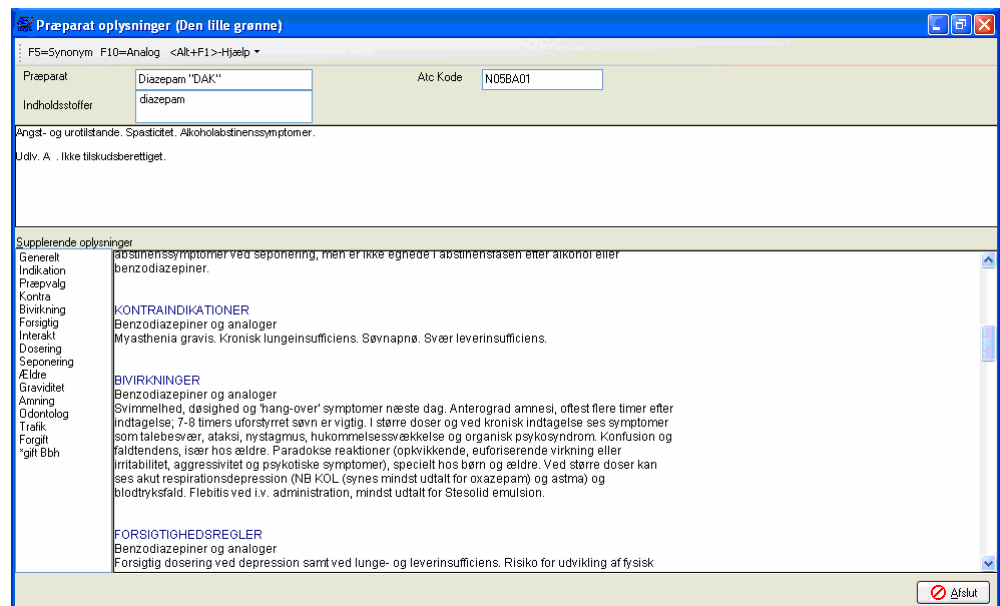 Præparat oplysninger (Den lille grønne)
F5=Synonym F10=Analog <Alt+F1>-Hjælp
Præparat Diazepam "DAK" Atc Kode N05BA01
Indholdsstoffer diazepam
Angst- og urotilstande. Spasticitet. Alkoholabstinenssymptomer.
Udlv. A . Ikke tilskudsberettiget.
Supplerende oplysninger
Generelt
Indikation
Præpvalg
Kontra
Bivirkning
Forsigtig
Interakt
Dosering
Seponering
Ældre
Graviditet
Amning
Odontolog
Trafik
Forgift
*gift Bbh
abstinenssymptomer ved seponering, men er ikke egnede i abstinensfasen efter alkohol eller
benzodiazepiner.
KONTRAINDIKATIONER
Benzodiazepiner og analoger
Myasthenia gravis. Kronisk lungeinsufficiens. Søvnapnø. Svær leverinsufficiens.
BIVIRKNINGER
Benzodiazepiner og analoger
Svimmelhed, døsighed og 'hang-over' symptomer næste dag. Anterograd amnesi, oftest flere timer efter
indtagelse; 7-8 timers uforstyrret søvn er vigtig. I større doser og ved kronisk indtagelse ses symptomer
som talebesvær, ataksi, nystagmus, hukommelsessvækkelse og organisk psykosyndrom. Konfusion og
faldtendens, især hos ældre. Paradokse reaktioner (opkvikkende, euforiserende virkning eller
irritabilitet, aggressivitet og psykotiske symptomer), specielt hos børn og ældre. Ved større doser kan
ses akut respirationsdepression (NB KOL (synes mindst udtalt for oxazepam) og astma) og
blodtryksfald. Flebitis ved i.v. administration, mindst udtalt for Stesolid emulsion.
FORSIGTIGHEDSREGLER
Benzodiazepiner og analoger
Forsigtig dosering ved depression samt ved lunge- og leverinsufficiens. Risiko for udvikling af fysisk
Afslut